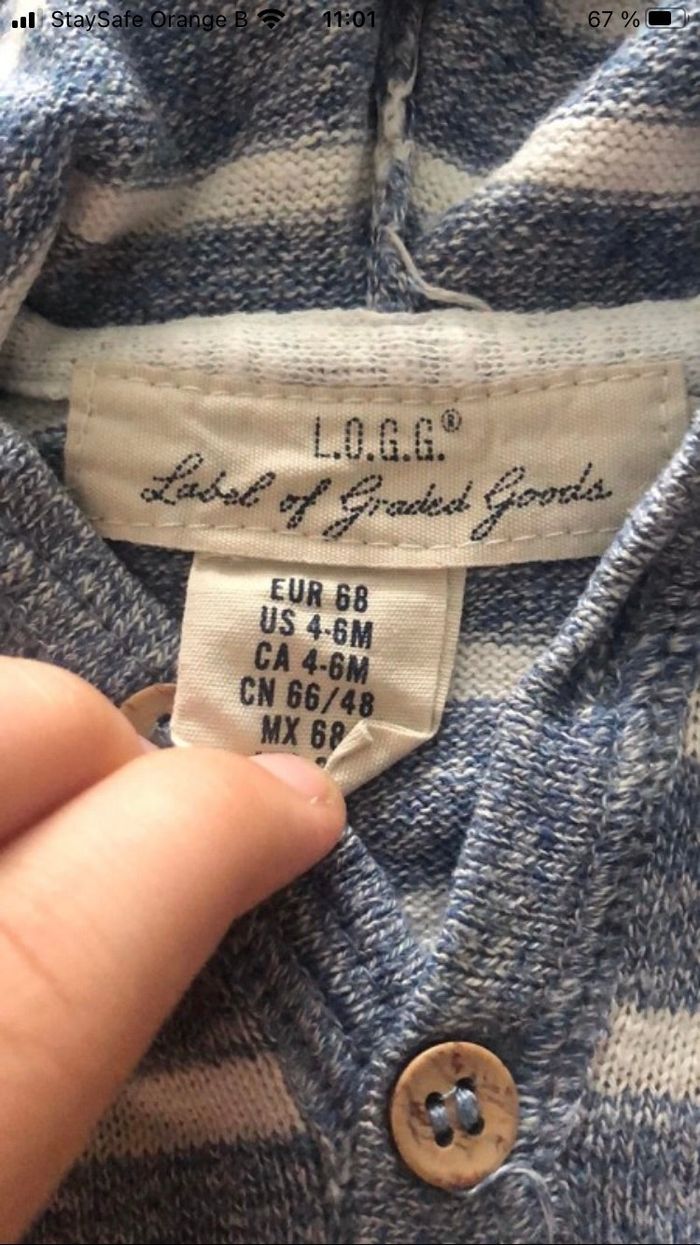 StaySafe Orange B 11:01 67 %
L.O.G.G.®
Label of Graded Goods
EUR 68
US 4-6M
CA 4-6M
CN 66/48
MX 68